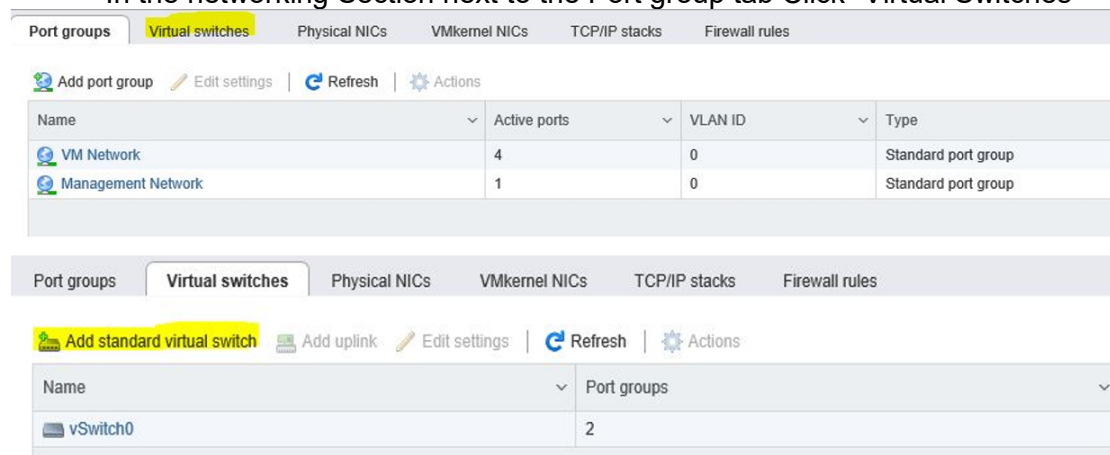 In the networking Section next to the Port group tab Click "Virtual Switches"
Port groups Virtual switches Physical NICs VMkernel NICs TCP/IP stacks Firewall rules
Add port group Edit settings Refresh Actions
Name Active ports VLAN ID Type
VM Network 4 0 Standard port group
Management Network 1 0 Standard port group
Port groups Virtual switches Physical NICs VMkernel NICs TCP/IP stacks Firewall rules
Add standard virtual switch Add uplink Edit settings Refresh Actions
Name Port groups
vSwitch0 2